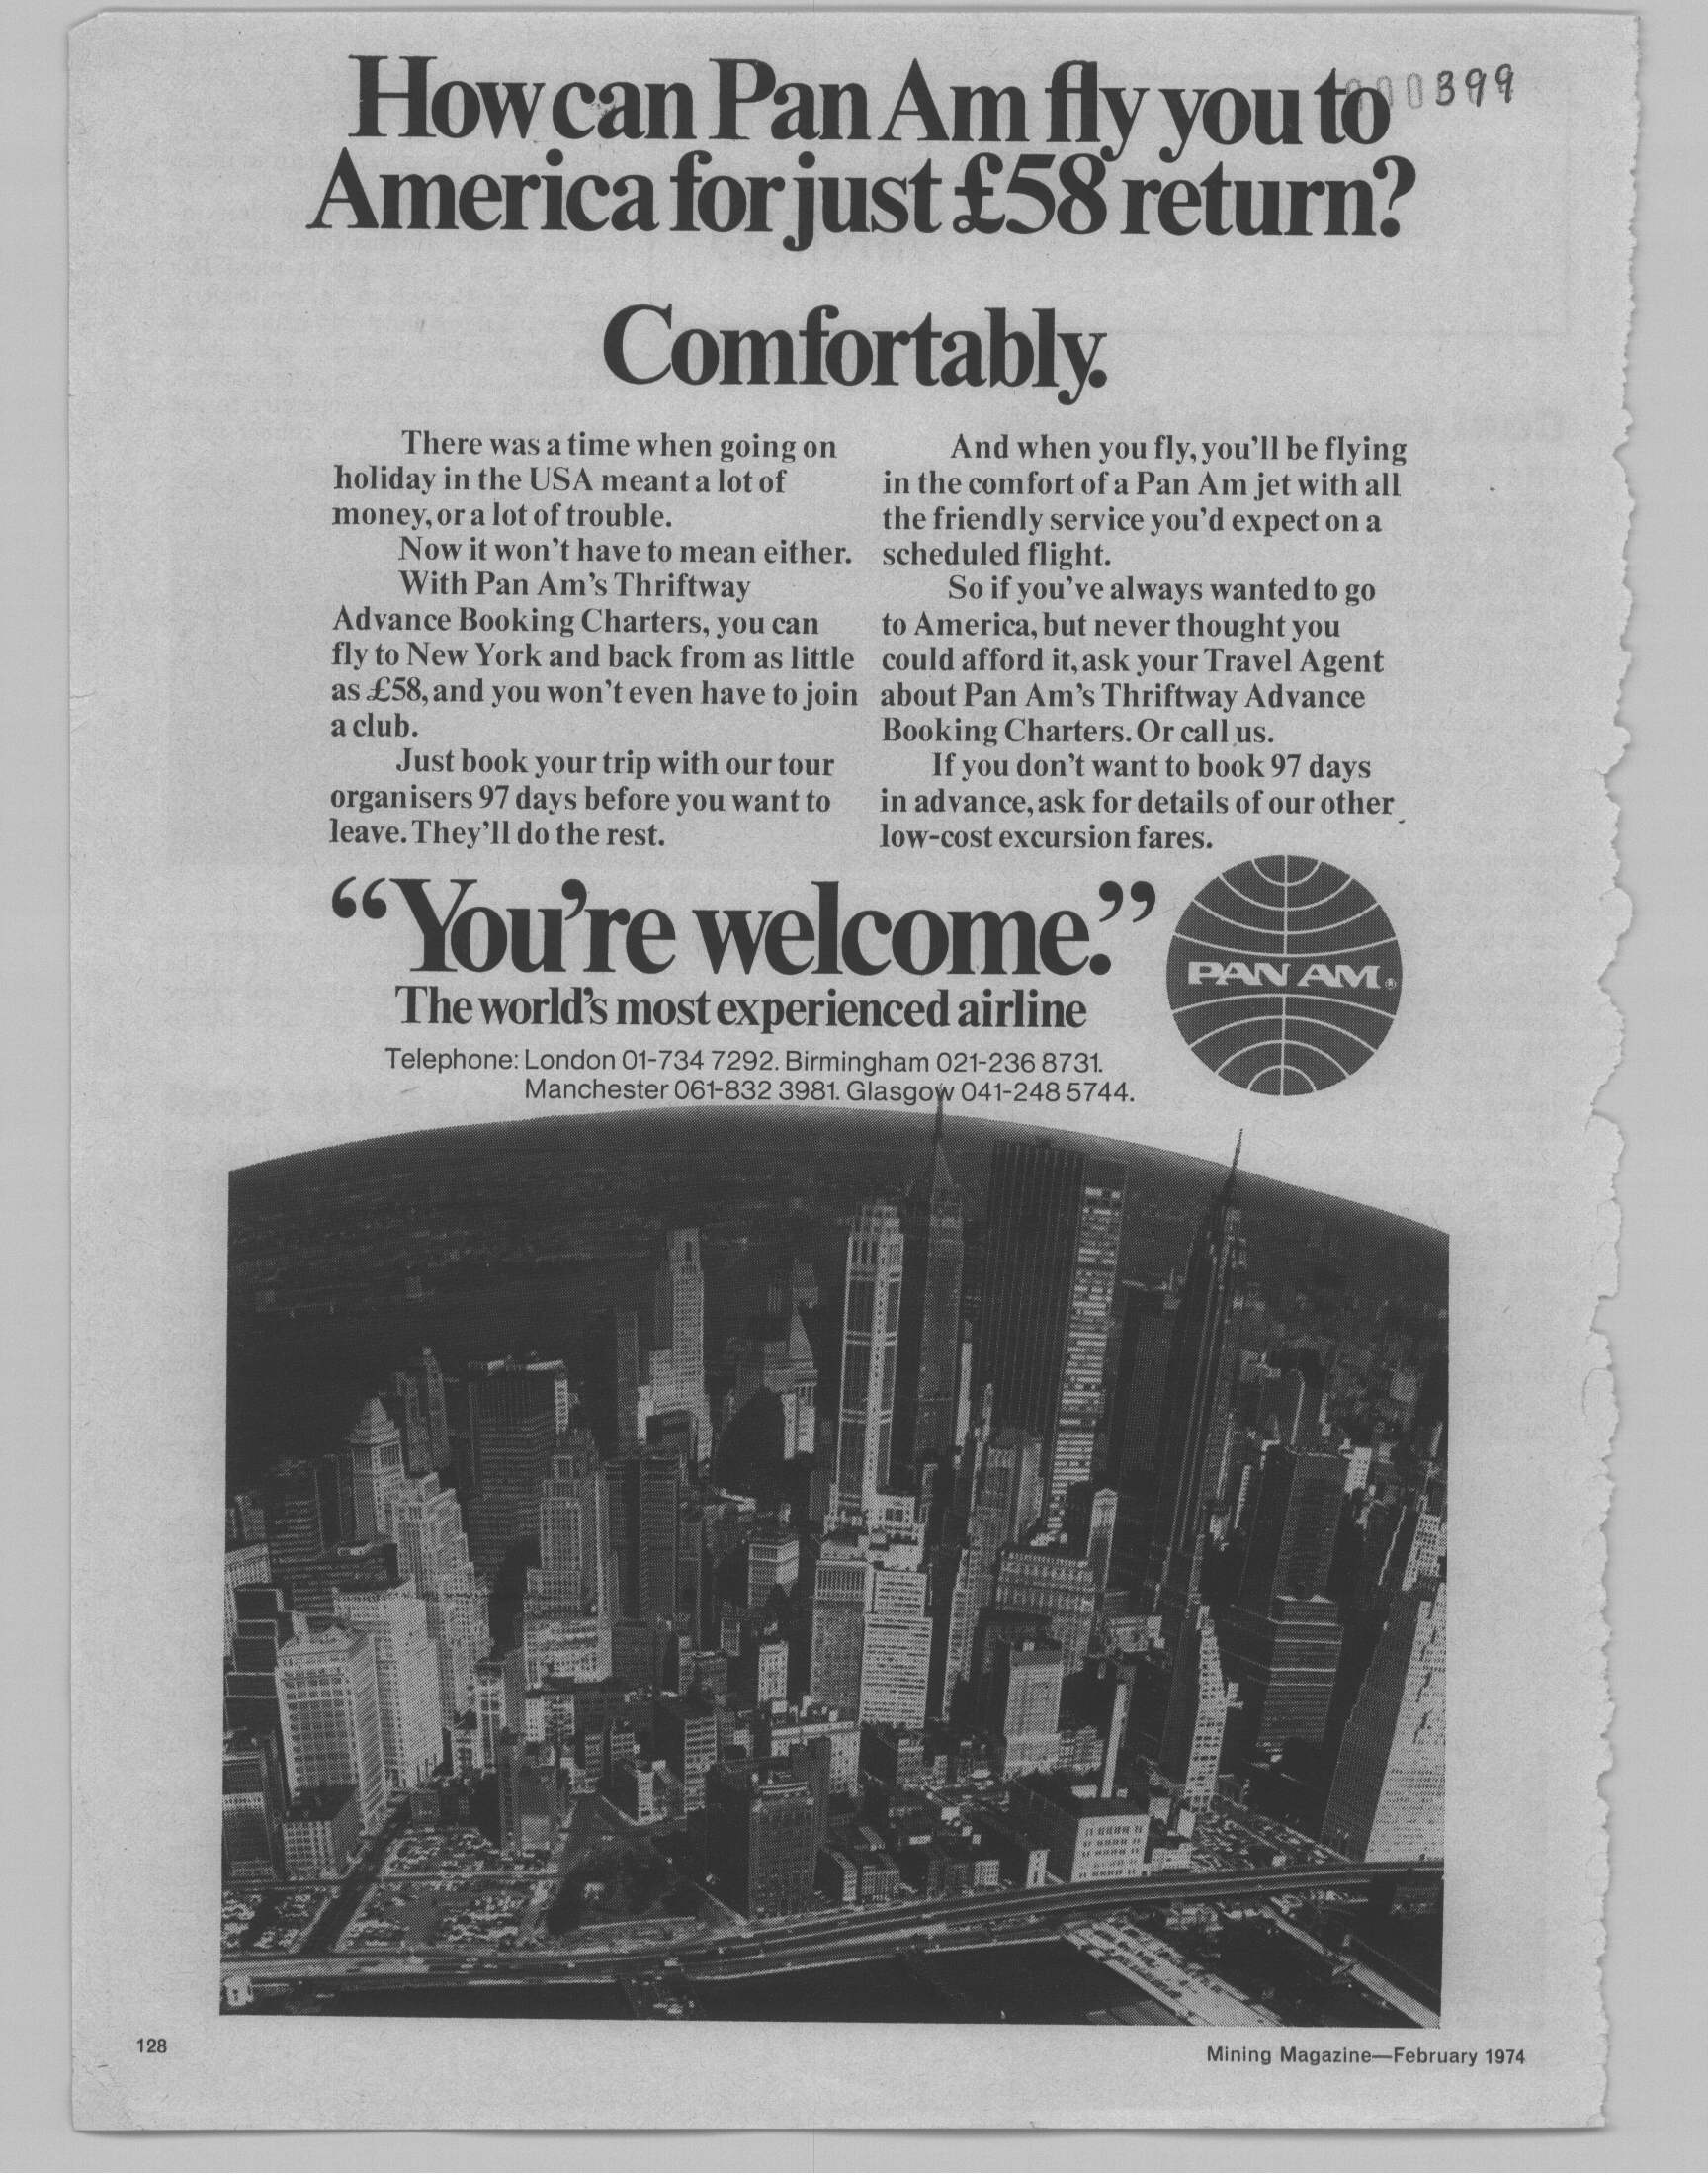 How can Pan Am fly you to
America for just £58 return?
000399
Comfortably.
There was a time when going on
holiday in the USA meant a lot of
money, or a lot of trouble.
Now it won't have to mean either.
With Pan Am's Thriftway
Advance Booking Charters, you can
fly to New York and back from as little
as £58, and you won't even have to join
a club.
Just book your trip with our tour
organisers 97 days before you want to
leave. They'll do the rest.
And when you fly, you'll be flying
in the comfort of a Pan Am jet with all
the friendly service you'd expect on a
scheduled flight.
So if you've always wanted to go
to America, but never thought you
could afford it, ask your Travel Agent
about Pan Am's Thriftway Advance
Booking Charters. Or call us.
If you don't want to book 97 days
in advance, ask for details of our other
low-cost excursion fares.
“You're welcome.”
The world's most experienced airline
PAN AM®
Telephone: London 01-734 7292. Birmingham 021-236 8731.
Manchester 061-832 3981. Glasgow 041-248 5744.
128
Mining Magazine—February 1974